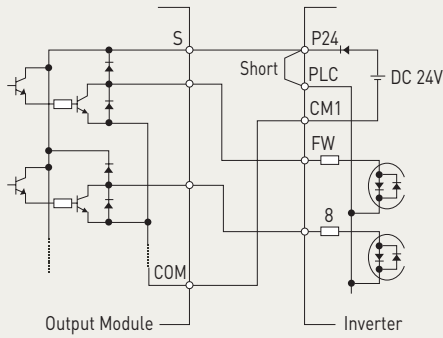 S
P24
Short
PLC
DC 24V
CM1
FW
8
COM
Output Module
Inverter